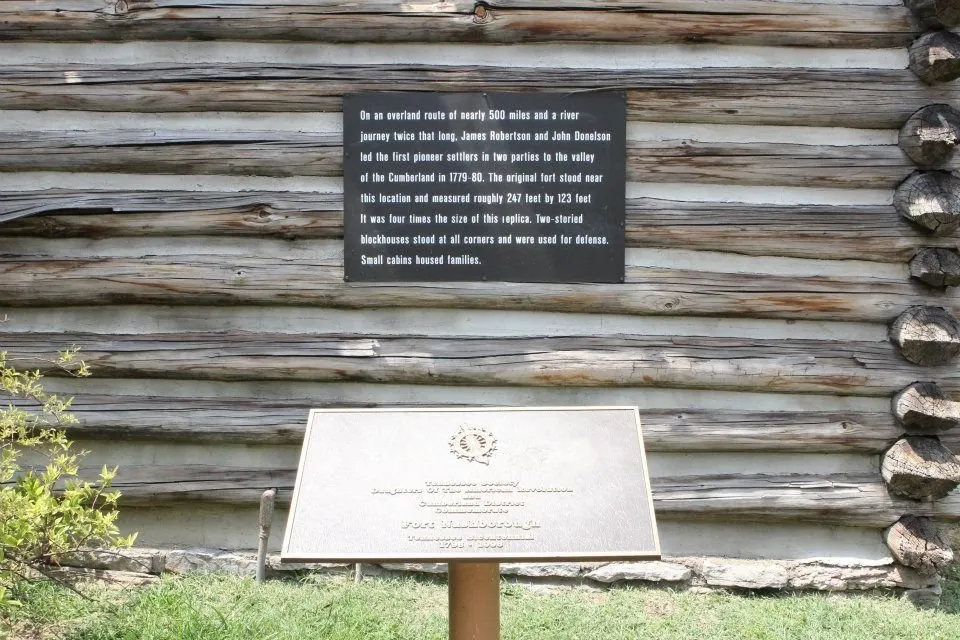 On an overland route of nearly 500 miles and a river
journey twice that long, James Robertson and John Donelson
led the first pioneer settlers in two parties to the valley
of the Cumberland in 1779-80. The original fort stood near
this location and measured roughly 247 feet by 123 feet
It was four times the size of this replica. Two-storied
blockhouses stood at all corners and were used for defense.
Small cabins housed families.
Tennessee Society
Daughters Of The American Revolution
and
Cumberland District
Commemorate
Fort Nashborough
Tennessee Bicentennial
1796 - 1996